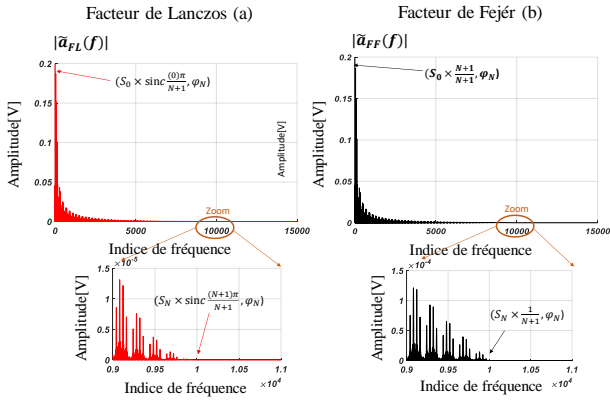 Facteur de Lanczos (a)
Facteur de Fejér (b)
|ã_FL(f)|
|ã_FF(f)|
0.2
0.15
0.1
0.05
0
(S₀ × sinc (0)π/N+1, φ_N)
Amplitude[V]
Amplitude[V]
Zoom
0 5000 10000 15000
Indice de fréquence
0.2
0.15
0.1
0.05
0
(S₀ × N+1/N+1, φ_N)
Amplitude[V]
Zoom
0 5000 10000 15000
Indice de fréquence
×10⁻⁵
1.5
1
0.5
0
Amplitude[V]
(S_N × sinc (N+1)π/N+1, φ_N)
0.9 0.95 1 1.05 1.1
Indice de fréquence ×10⁴
×10⁻⁴
1.5
1
0.5
0
Amplitude[V]
(S_N × 1/N+1, φ_N)
0.9 0.95 1 1.05 1.1
Indice de fréquence ×10⁴